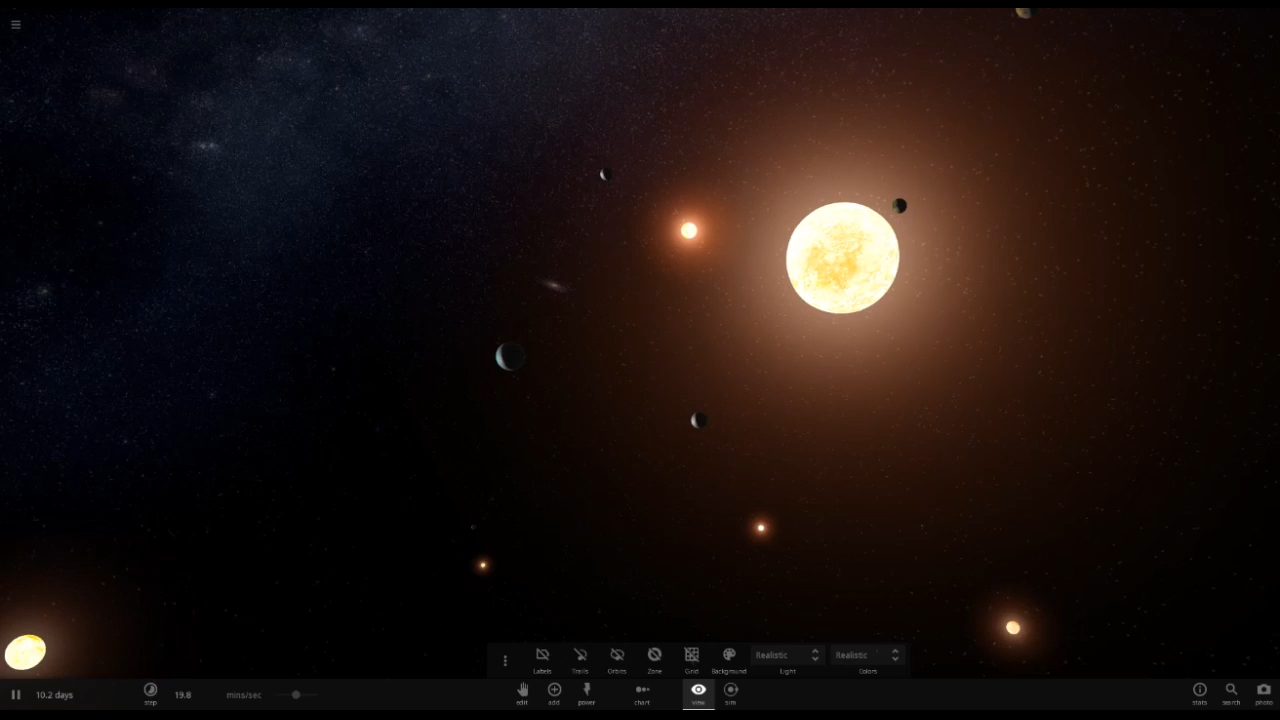 Labels Trails Orbits Zone Grid Background Realistic Light Realistic Colors
10.2 days step 19.8 mins/sec edit add power chart view sim stats search photo